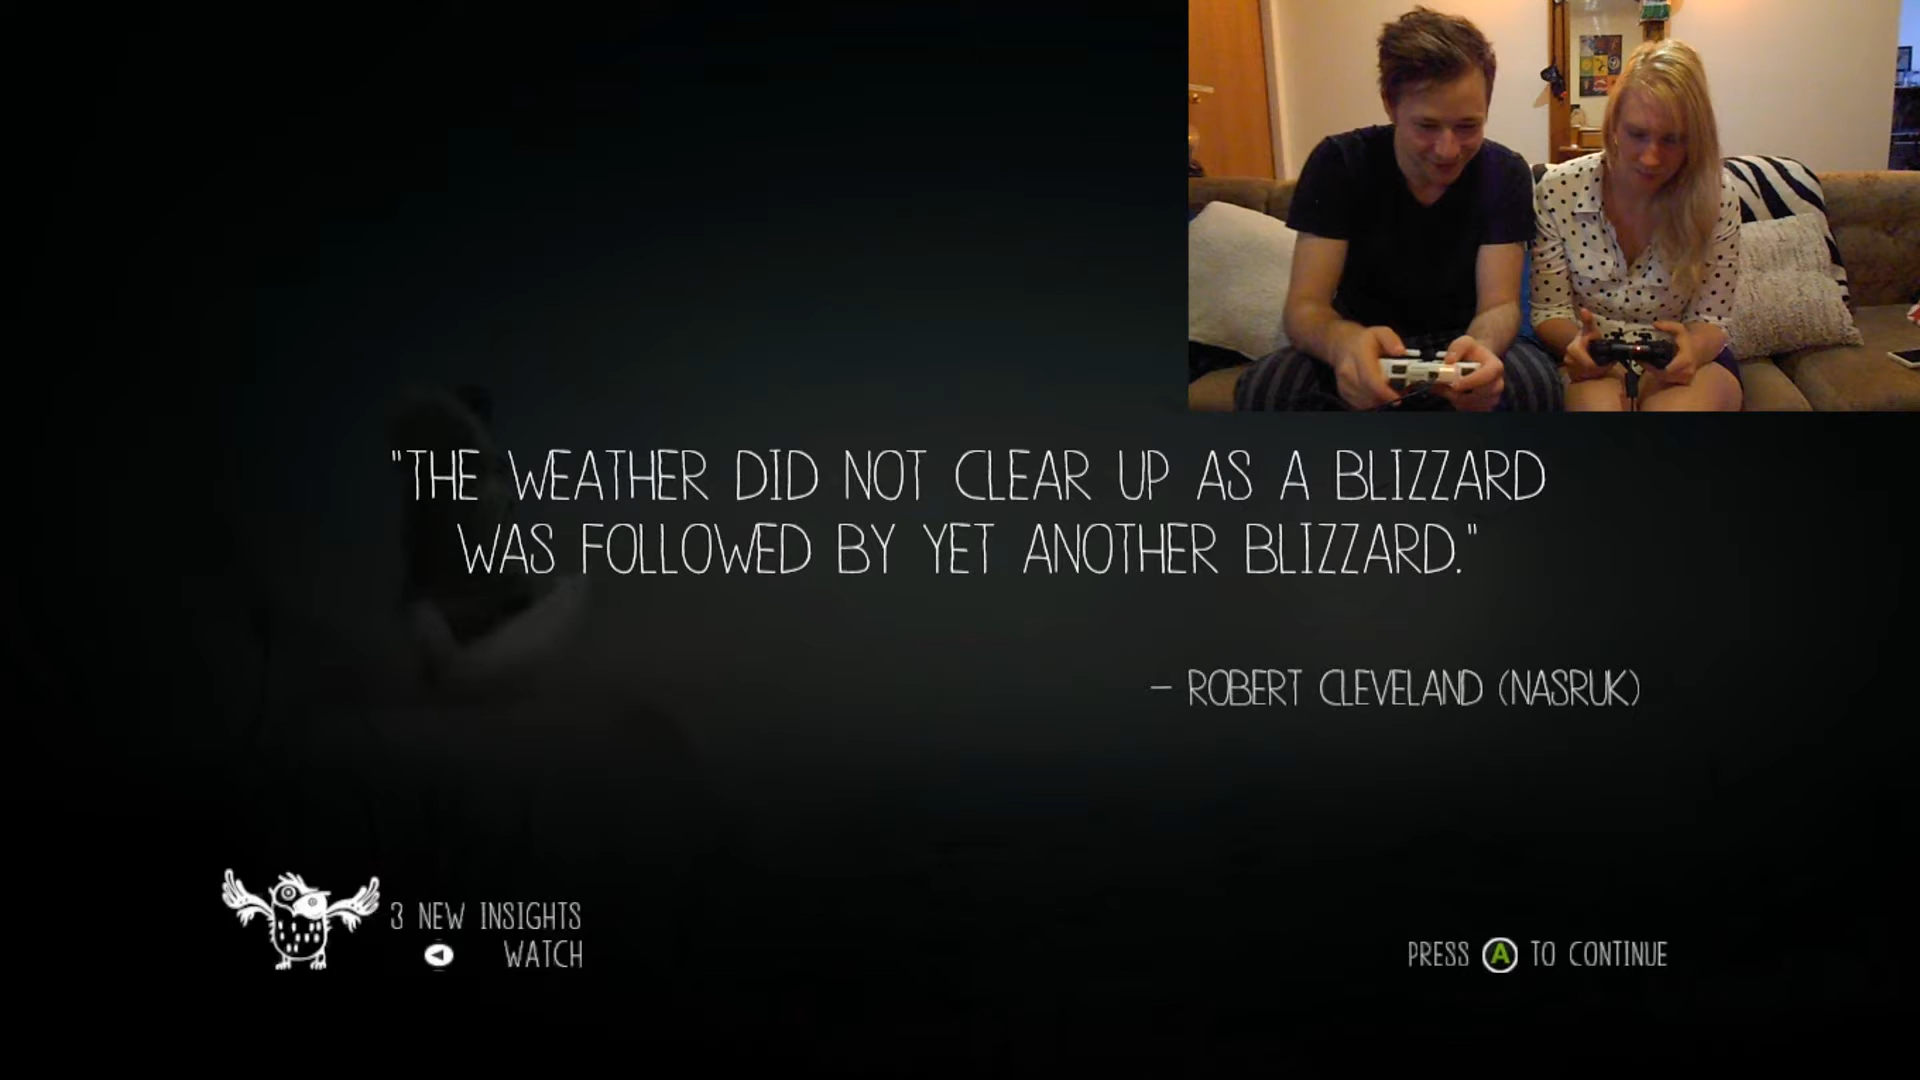 "THE WEATHER DID NOT CLEAR UP AS A BLIZZARD
WAS FOLLOWED BY YET ANOTHER BLIZZARD."
— ROBERT CLEVELAND (NASRUK)
3 NEW INSIGHTS
WATCH
PRESS A TO CONTINUE